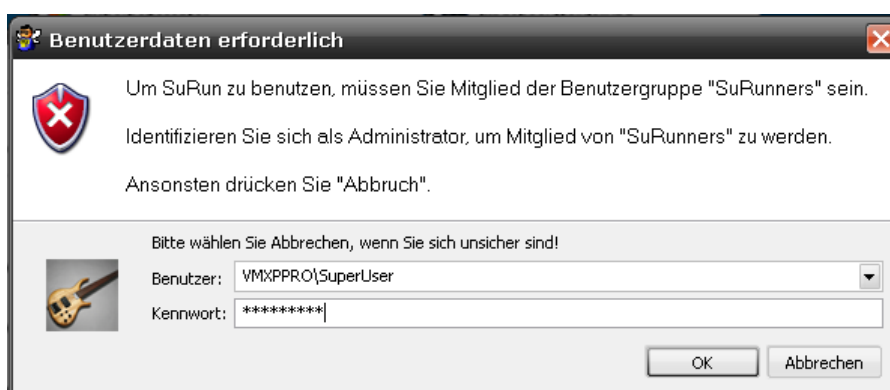 Benutzerdaten erforderlich
Um SuRun zu benutzen, müssen Sie Mitglied der Benutzergruppe "SuRunners" sein.
Identifizieren Sie sich als Administrator, um Mitglied von "SuRunners" zu werden.
Ansonsten drücken Sie "Abbruch".
Bitte wählen Sie Abbrechen, wenn Sie sich unsicher sind!
Benutzer: VMXPPRO\SuperUser
Kennwort: *********
OK Abbrechen